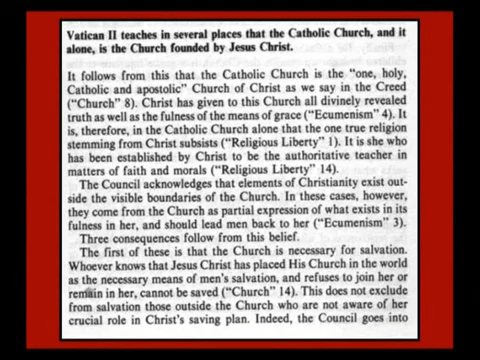 Vatican II teaches in several places that the Catholic Church, and it
alone, is the Church founded by Jesus Christ.
It follows from this that the Catholic Church is the “one, holy,
Catholic and apostolic” Church of Christ as we say in the Creed
(“Church” 8). Christ has given to this Church all divinely revealed
truth as well as the fulness of the means of grace (“Ecumenism” 4). It
is, therefore, in the Catholic Church alone that the one true religion
stemming from Christ subsists (“Religious Liberty” 1). It is she who
has been established by Christ to be the authoritative teacher in
matters of faith and morals (“Religious Liberty” 14).
The Council acknowledges that elements of Christianity exist out-
side the visible boundaries of the Church. In these cases, however,
they come from the Church as partial expression of what exists in its
fulness in her, and should lead men back to her (“Ecumenism” 3).
Three consequences follow from this belief.
The first of these is that the Church is necessary for salvation.
Whoever knows that Jesus Christ has placed His Church in the world
as the necessary means of men's salvation, and refuses to join her or
remain in her, cannot be saved (“Church” 14). This does not exclude
from salvation those outside the Church who are not aware of her
crucial role in Christ's saving plan. Indeed, the Council goes into